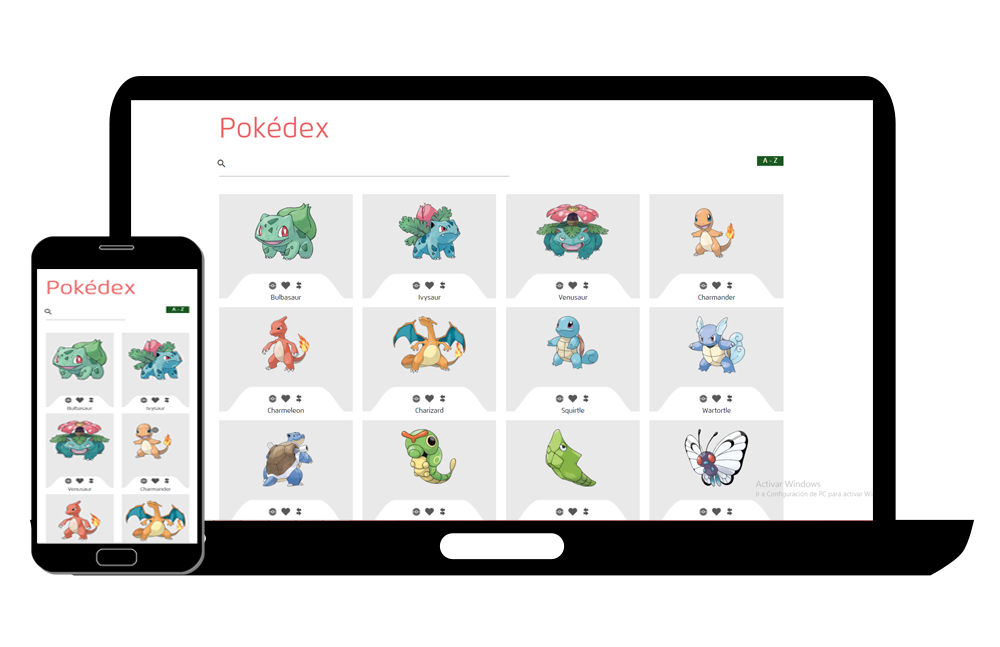 Pokédex
A - Z
Bulbasaur
Ivysaur
Venusaur
Charmander
Charmeleon
Charizard
Squirtle
Wartortle
Activar Windows
Ir a Configuración de PC para activar Wi
Pokédex
A - Z
Bulbasaur
Ivysaur
Venusaur
Charmander